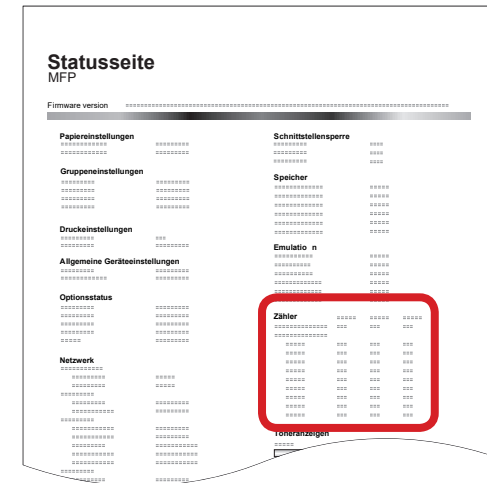 Statusseite
MFP
Firmware version
Papiereinstellungen
Gruppeneinstellungen
Druckeinstellungen
Allgemeine Geräteeinstellungen
Optionsstatus
Netzwerk
Schnittstellensperre
Speicher
Emulatio n
Zähler
Toneranzeigen